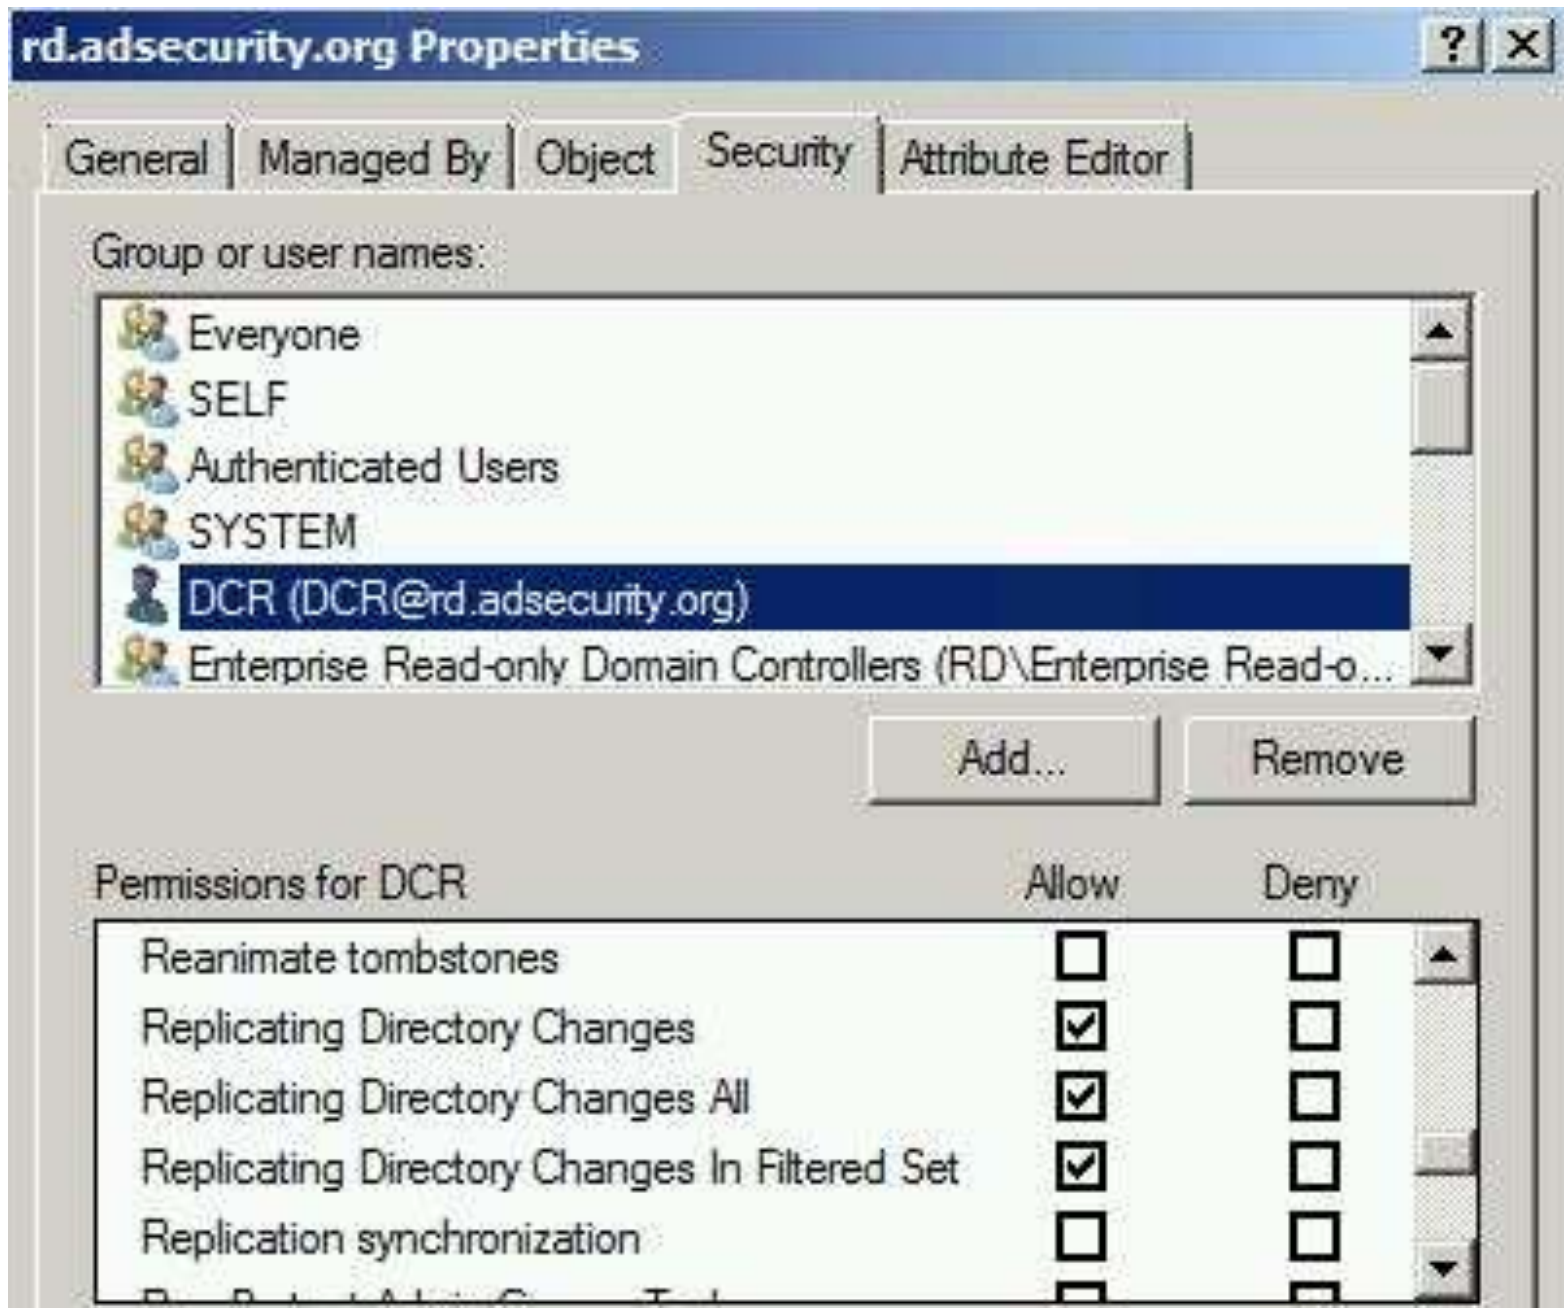 rd.adsecurity.org Properties
General Managed By Object Security Attribute Editor
Group or user names:
Everyone
SELF
Authenticated Users
SYSTEM
DCR (DCR@rd.adsecurity.org)
Enterprise Read-only Domain Controllers (RD\Enterprise Read-o...
Add... Remove
Permissions for DCR Allow Deny
Reanimate tombstones
Replicating Directory Changes
Replicating Directory Changes All
Replicating Directory Changes In Filtered Set
Replication synchronization